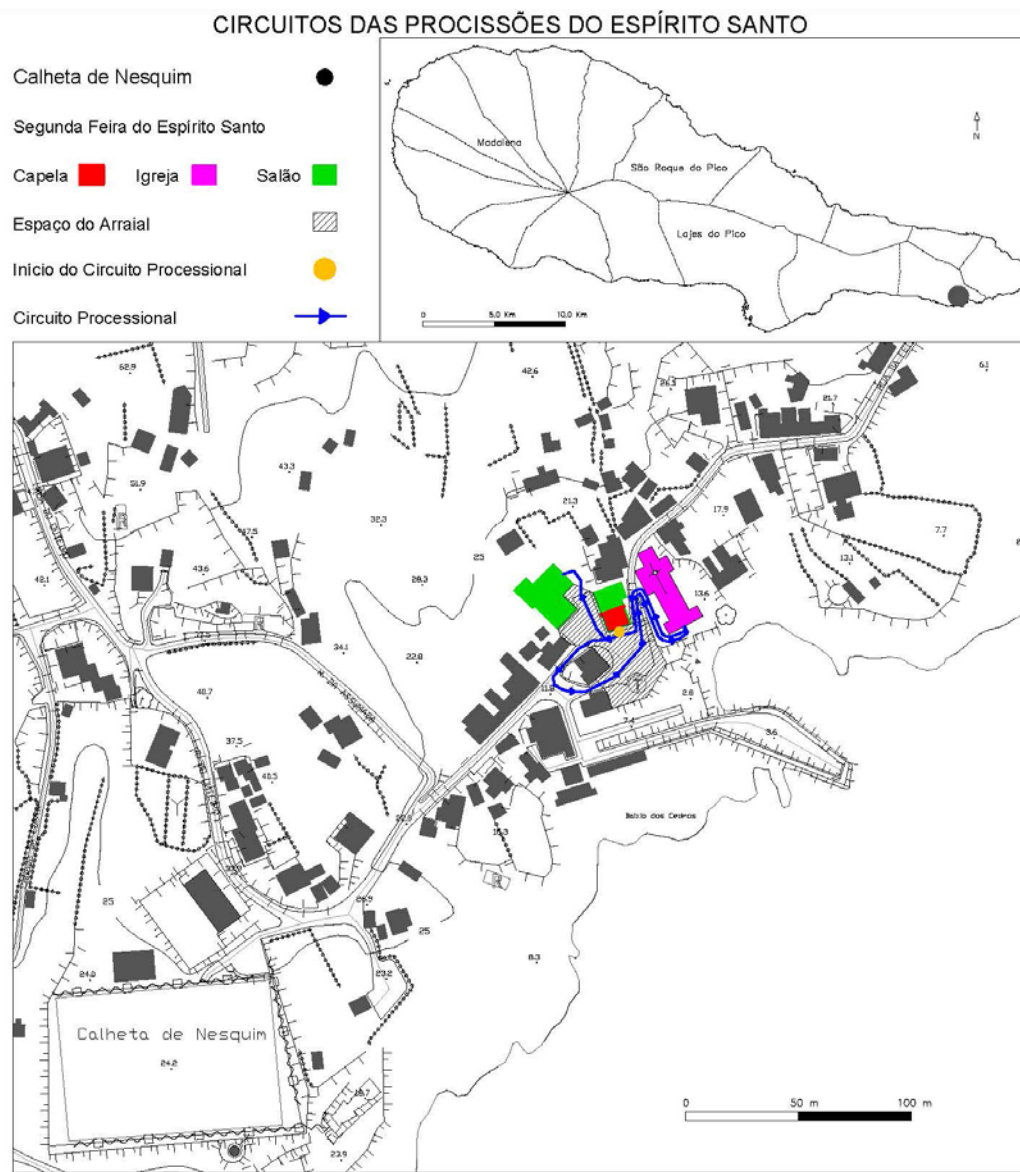 CIRCUITOS DAS PROCISSÕES DO ESPÍRITO SANTO
Calheta de Nesquim
Segunda Feira do Espírito Santo
Capela Igreja Salão
Espaço do Arraial
Início do Circuito Processional
Circuito Processional
Madalena
São Roque do Pico
Lajes do Pico
N
0 5,0 Km 10,0 Km
62.9
42.6
6.1
26.3
21.7
43.3
51.9
47.5
32.3
21.3
17.9
7.7
25
13.1
42.1
43.6
28.3
13.6
34.1
22.8
40.7
11.8
2.8
7.4
3.6
37.5
40.5
Baixio dos Cedros
26.9
25
25
24.0
23.2
8.3
Calheta de Nesquim
24.2
0 50 m 100 m
23.9